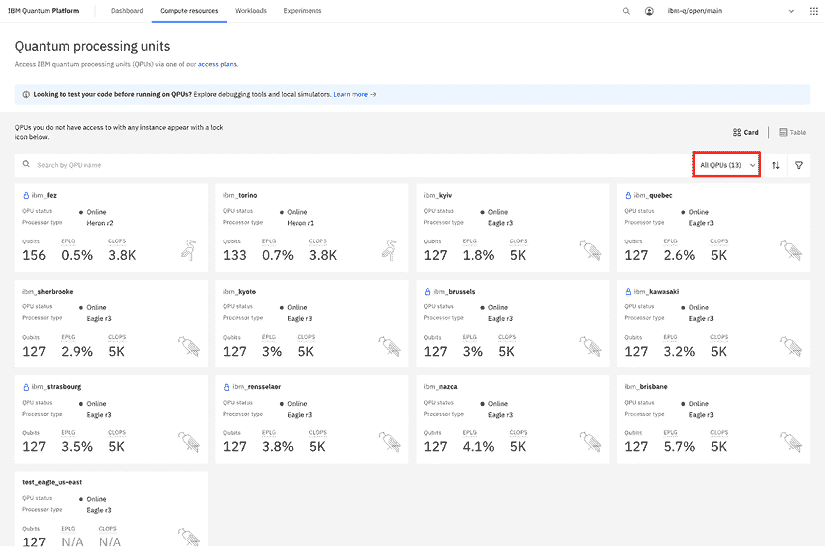 IBM Quantum Platform
Dashboard
Compute resources
Workloads
Experiments
ibm-q/open/main
Quantum processing units
Access IBM quantum processing units (QPUs) via one of our access plans.
Looking to test your code before running on QPUs? Explore debugging tools and local simulators. Learn more →
QPUs you do not have access to with any instance appear with a lock
icon below.
Card
Table
Search by QPU name
All QPUs (13)
ibm_fez
QPU status Online
Processor type Heron r2
Qubits EPLG CLOPS
156 0.5% 3.8K
ibm_torino
QPU status Online
Processor type Heron r1
Qubits EPLG CLOPS
133 0.7% 3.8K
ibm_kyiv
QPU status Online
Processor type Eagle r3
Qubits EPLG CLOPS
127 1.8% 5K
ibm_quebec
QPU status Online
Processor type Eagle r3
Qubits EPLG CLOPS
127 2.6% 5K
ibm_sherbrooke
QPU status Online
Processor type Eagle r3
Qubits EPLG CLOPS
127 2.9% 5K
ibm_kyoto
QPU status Online
Processor type Eagle r3
Qubits EPLG CLOPS
127 3% 5K
ibm_brussels
QPU status Online
Processor type Eagle r3
Qubits EPLG CLOPS
127 3% 5K
ibm_kawasaki
QPU status Online
Processor type Eagle r3
Qubits EPLG CLOPS
127 3.2% 5K
ibm_strasbourg
QPU status Online
Processor type Eagle r3
Qubits EPLG CLOPS
127 3.5% 5K
ibm_rensselaer
QPU status Online
Processor type Eagle r3
Qubits EPLG CLOPS
127 3.8% 5K
ibm_nazca
QPU status Online
Processor type Eagle r3
Qubits EPLG CLOPS
127 4.1% 5K
ibm_brisbane
QPU status Online
Processor type Eagle r3
Qubits EPLG CLOPS
127 5.7% 5K
test_eagle_us-east
QPU status Online
Processor type Eagle r3
Qubits EPLG CLOPS
127 N/A N/A